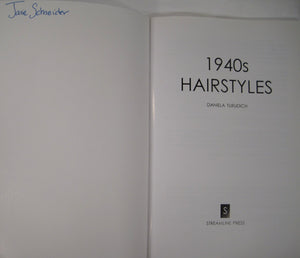 Jane Schneider
1940s
HAIRSTYLES
DANIELA TURUDICH
S
STREAMLINE PRESS